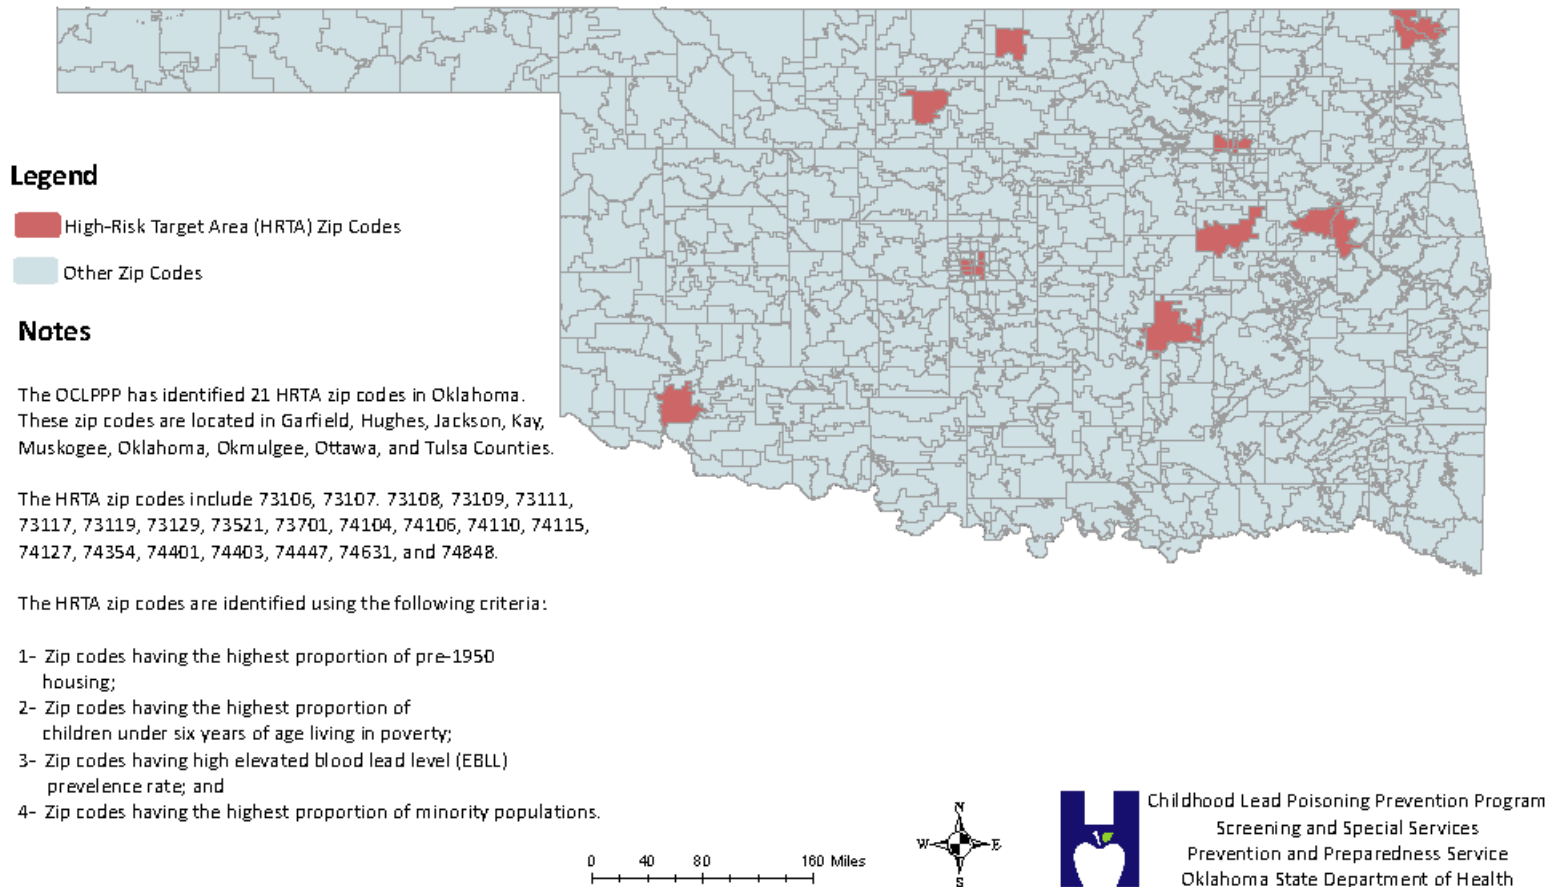 Legend
High-Risk Target Area (HRTA) Zip Codes
Other Zip Codes
Notes
The OCLPPP has identified 21 HRTA zip codes in Oklahoma.
These zip codes are located in Garfield, Hughes, Jackson, Kay,
Muskogee, Oklahoma, Okmulgee, Ottawa, and Tulsa Counties.
The HRTA zip codes include 73106, 73107. 73108, 73109, 73111,
73117, 73119, 73129, 73521, 73701, 74104, 74106, 74110, 74115,
74127, 74354, 74401, 74403, 74447, 74631, and 74848.
The HRTA zip codes are identified using the following criteria:
1- Zip codes having the highest proportion of pre-1950
housing;
2- Zip codes having the highest proportion of
children under six years of age living in poverty;
3- Zip codes having high elevated blood lead level (EBLL)
prevelence rate; and
4- Zip codes having the highest proportion of minority populations.
0 40 80 160 Miles
N
W E
S
Childhood Lead Poisoning Prevention Program
Screening and Special Services
Prevention and Preparedness Service
Oklahoma State Department of Health